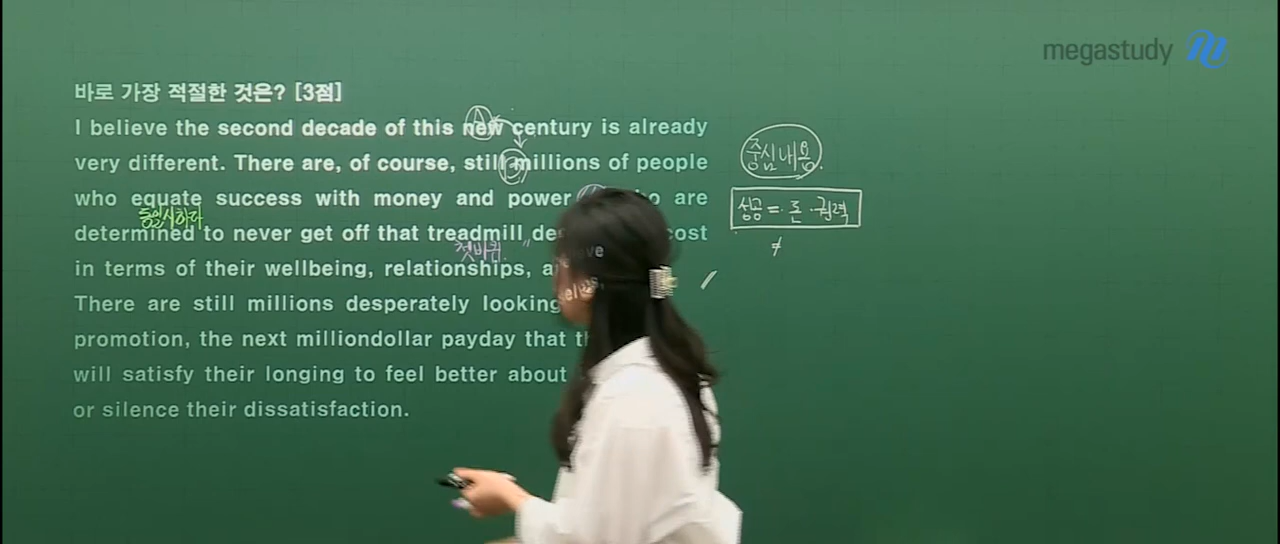 megastudy
바로 가장 적절한 것은? [3점]
I believe the second decade of this new century is already
A
very different. There are, of course, still millions of people
중심내용.
who equate success with money and power are
성공 = 돈·권력
동일시하다
determined to never get off that treadmill cost
≠
쳇바퀴
in terms of their wellbeing, relationships,
There are still millions desperately looking
promotion, the next milliondollar payday that
will satisfy their longing to feel better about
or silence their dissatisfaction.